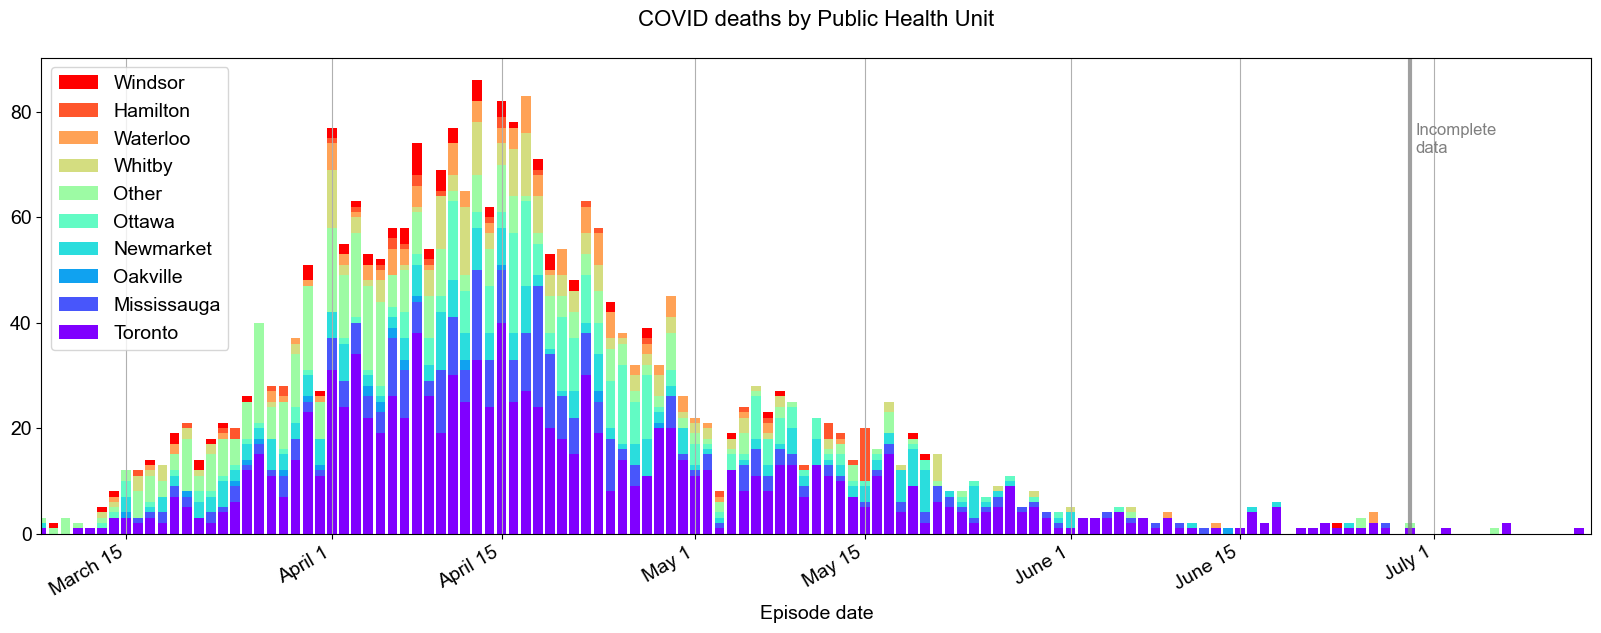 COVID deaths by Public Health Unit
Windsor
Hamilton
Waterloo
Whitby
Other
Ottawa
Newmarket
Oakville
Mississauga
Toronto
Incomplete
data
80
60
40
20
0
March 15
April 1
April 15
May 1
May 15
June 1
June 15
July 1
Episode date